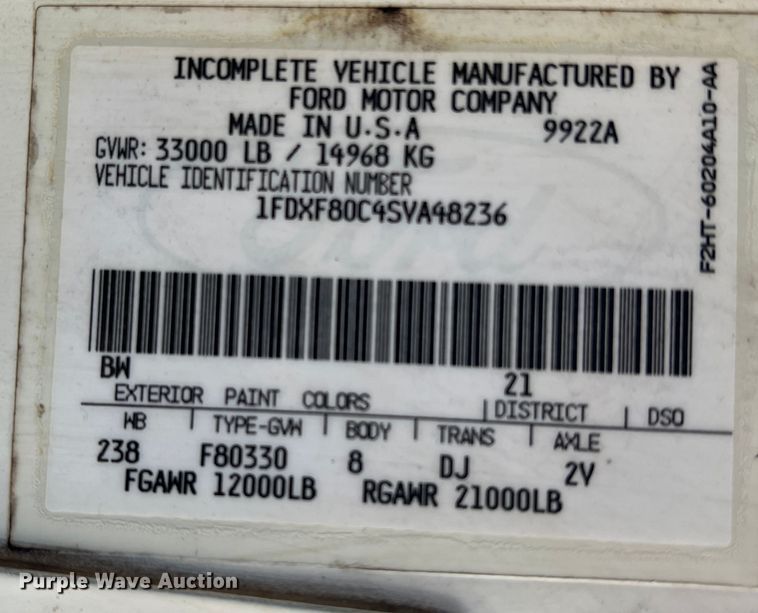 INCOMPLETE VEHICLE MANUFACTURED BY
FORD MOTOR COMPANY
MADE IN U.S.A 9922A
GVWR: 33000 LB / 14968 KG
VEHICLE IDENTIFICATION NUMBER
1FDXF80C4SVA48236
F2HT-60204A10-AA
Ford
BW 21
EXTERIOR PAINT COLORS DISTRICT DSO
WB TYPE-GVW BODY TRANS AXLE
238 F80330 8 DJ 2V
FGAWR 12000LB RGAWR 21000LB
Purple Wave Auction